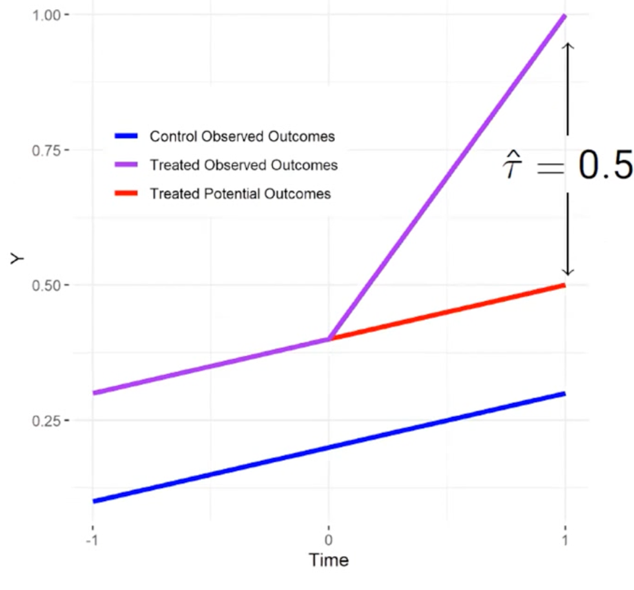 1.00
0.75
0.50
0.25
Y
-1
0
1
Time
Control Observed Outcomes
Treated Observed Outcomes
Treated Potential Outcomes
τ̂ = 0.5